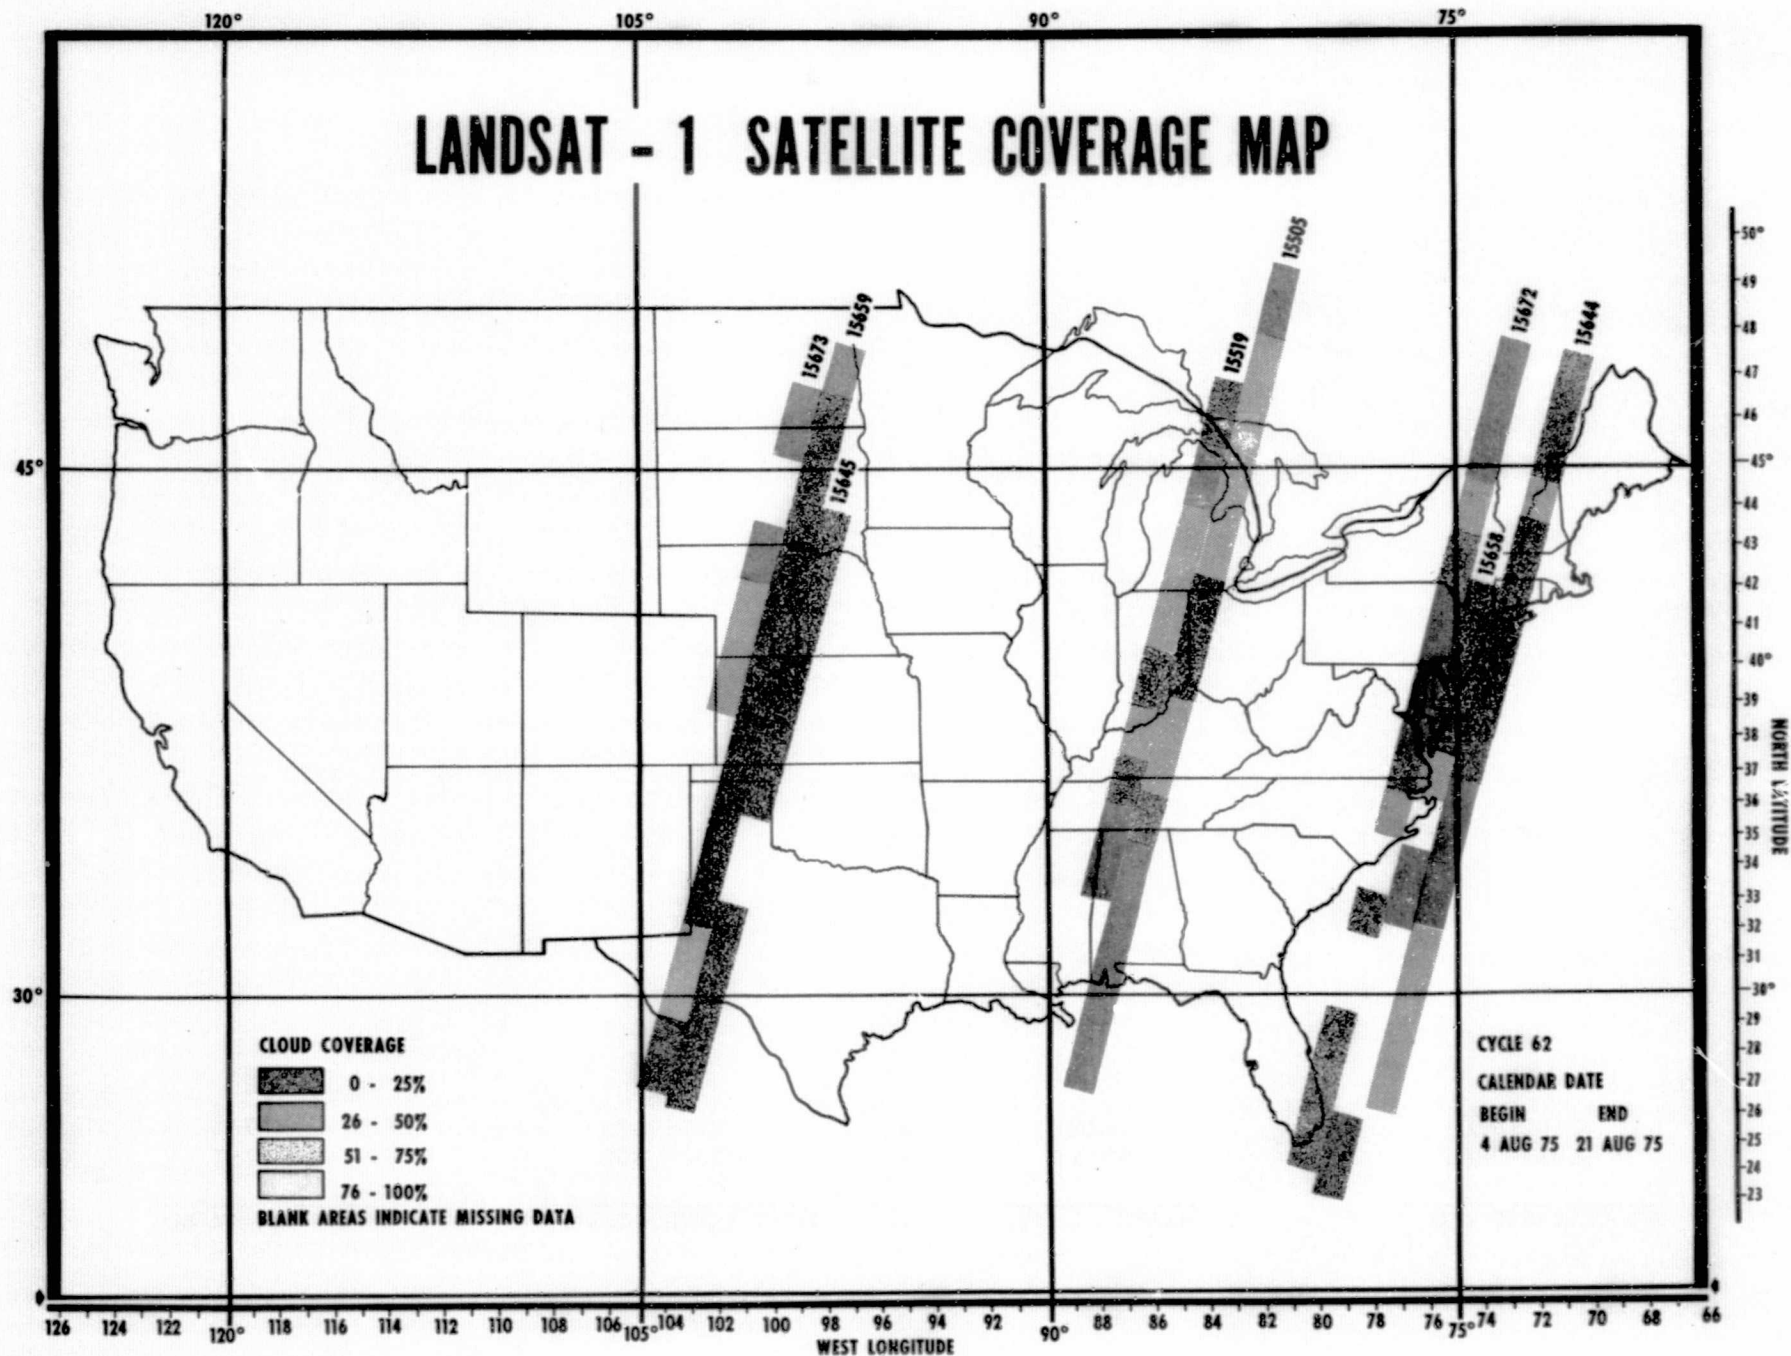 120° 105° 90° 75°
LANDSAT - 1 SATELLITE COVERAGE MAP
15505
15672
15644
15659
15673
15519
15645
15658
45°
30°
50°
49
48
47
46
45°
44
43
42
41
40°
39
38
37
36
35
34
33
32
31
30°
29
28
27
26
25
24
23
NORTH LATITUDE
CLOUD COVERAGE
0 - 25%
26 - 50%
51 - 75%
76 - 100%
BLANK AREAS INDICATE MISSING DATA
CYCLE 62
CALENDAR DATE
BEGIN END
4 AUG 75 21 AUG 75
126 124 122 120° 118 116 114 112 110 108 106 105° 104 102 100 98 96 94 92 90° 88 86 84 82 80 78 76 75° 74 72 70 68 66
WEST LONGITUDE